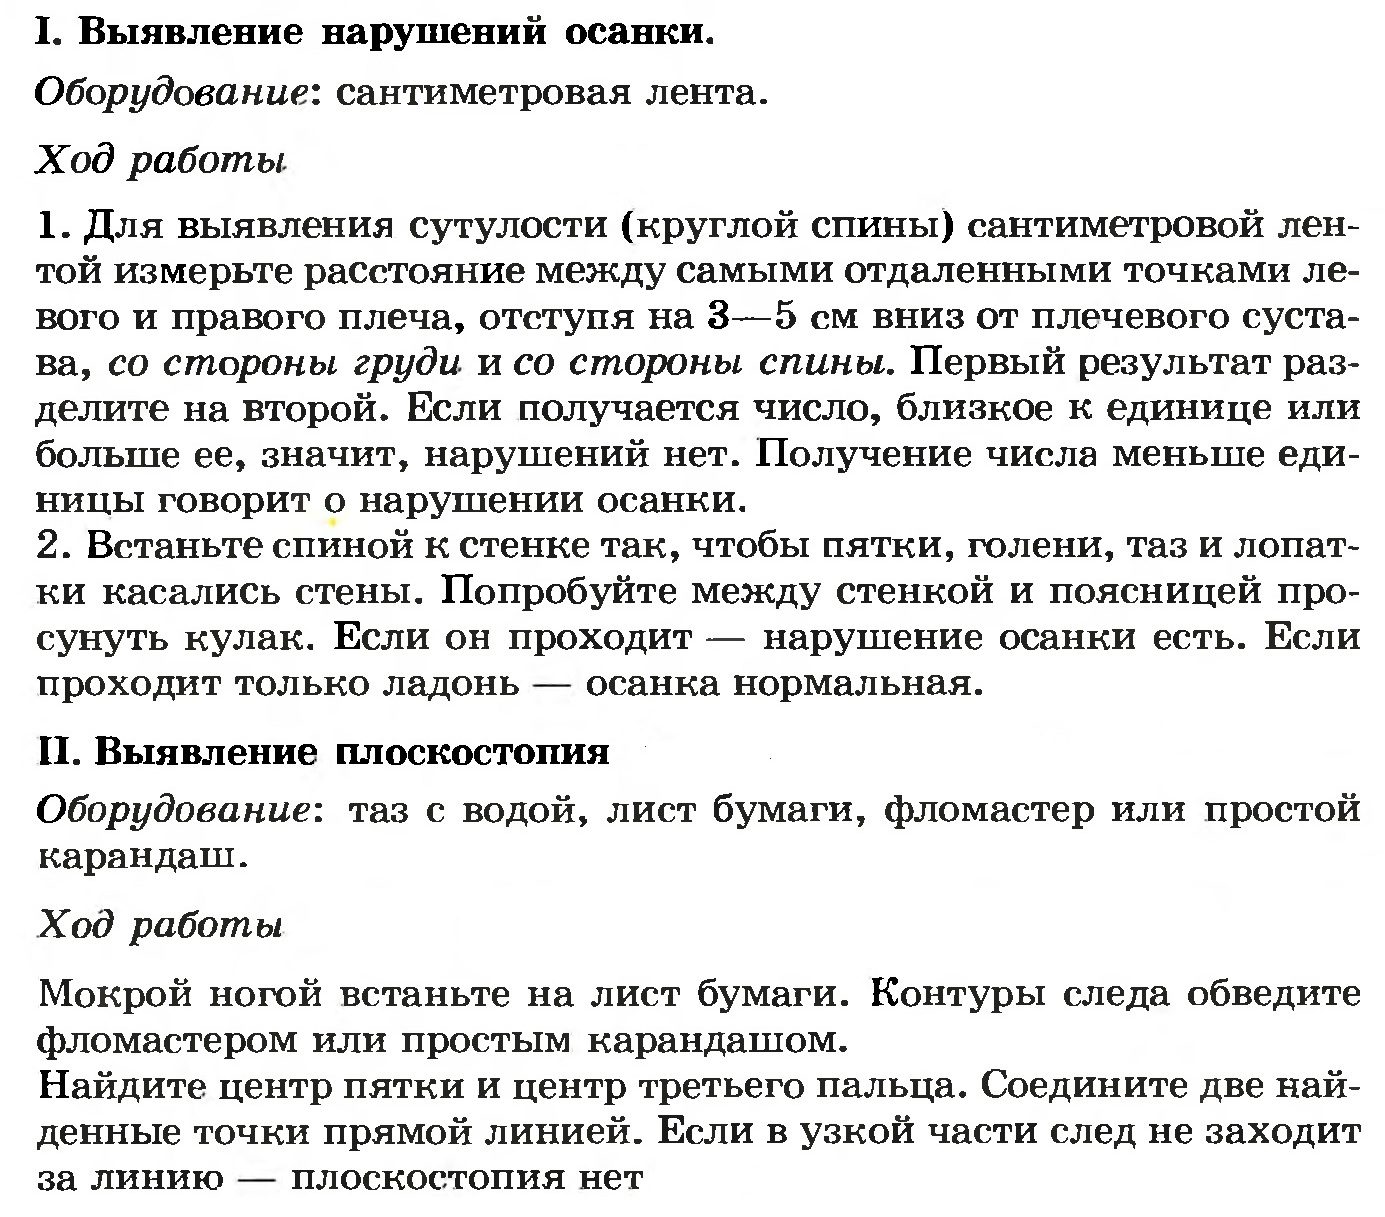 I. Выявление нарушений осанки.
Оборудование: сантиметровая лента.
Ход работы
1. Для выявления сутулости (круглой спины) сантиметровой лен-
той измерьте расстояние между самыми отдаленными точками ле-
вого и правого плеча, отступя на 3—5 см вниз от плечевого суста-
ва, со стороны груди и со стороны спины. Первый результат раз-
делите на второй. Если получается число, близкое к единице или
больше ее, значит, нарушений нет. Получение числа меньше еди-
ницы говорит о нарушении осанки.
2. Встаньте спиной к стенке так, чтобы пятки, голени, таз и лопат-
ки касались стены. Попробуйте между стенкой и поясницей про-
сунуть кулак. Если он проходит — нарушение осанки есть. Если
проходит только ладонь — осанка нормальная.
II. Выявление плоскостопия
Оборудование: таз с водой, лист бумаги, фломастер или простой
карандаш.
Ход работы
Мокрой ногой встаньте на лист бумаги. Контуры следа обведите
фломастером или простым карандашом.
Найдите центр пятки и центр третьего пальца. Соедините две най-
денные точки прямой линией. Если в узкой части след не заходит
за линию — плоскостопия нет